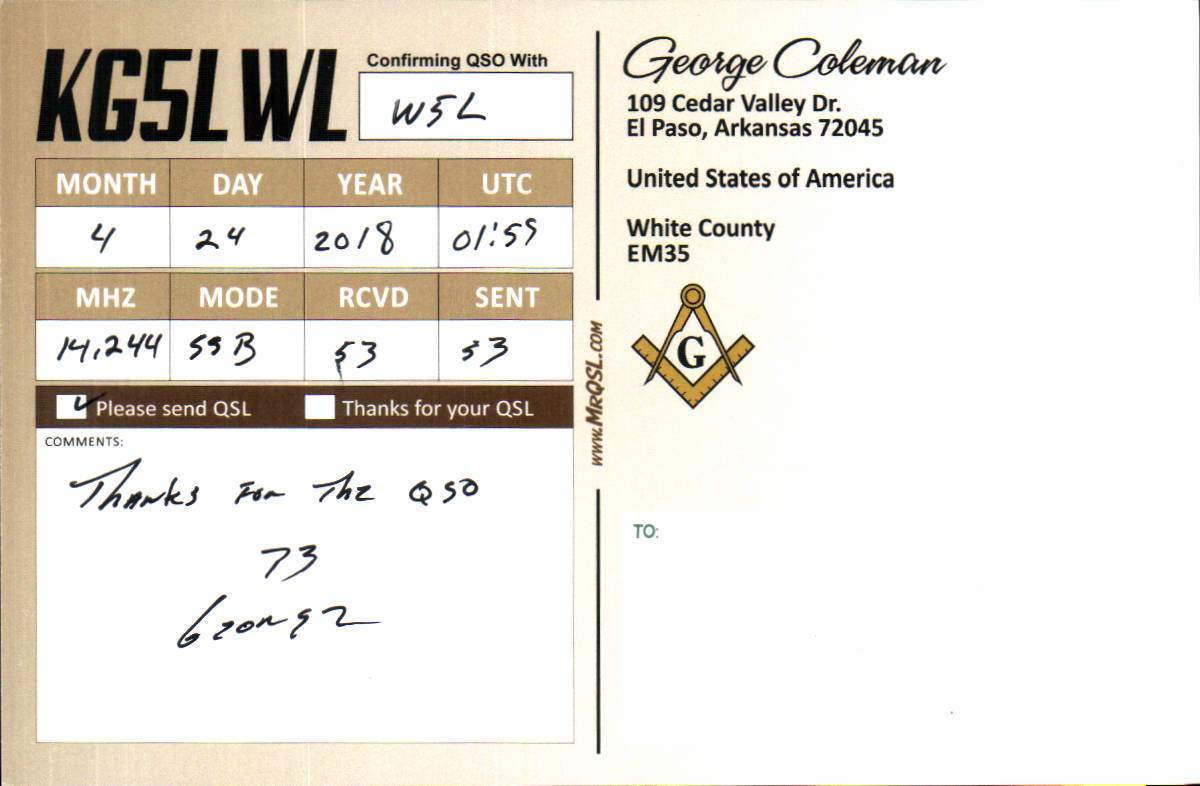 KG5LWL
Confirming QSO With
W5L
MONTH DAY YEAR UTC
4 24 2018 01:59
MHZ MODE RCVD SENT
14.244 SSB 53 53
Please send QSL Thanks for your QSL
COMMENTS:
Thanks For The QSO
73
George
www.MrQSL.com
George Coleman
109 Cedar Valley Dr.
El Paso, Arkansas 72045
United States of America
White County
EM35
G
TO: